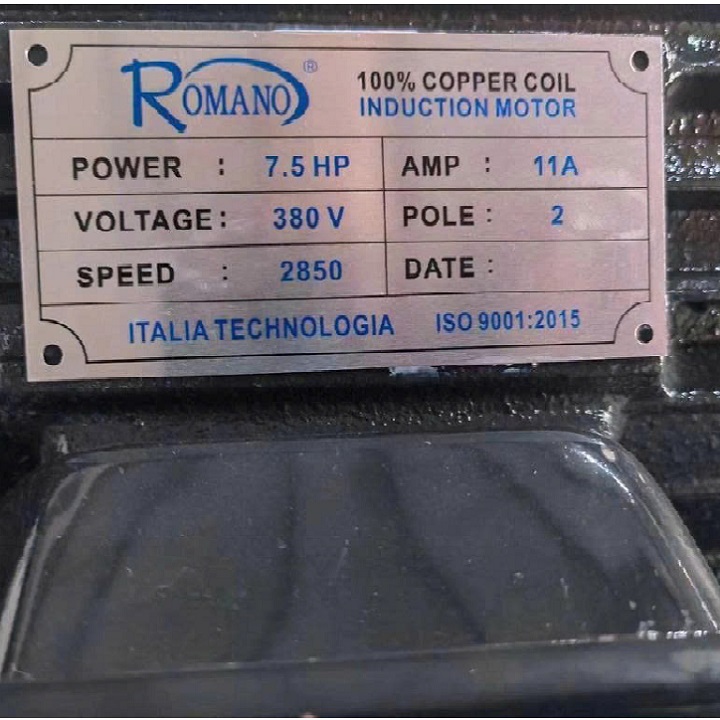 ROMANO®
100% COPPER COIL
INDUCTION MOTOR
POWER : 7.5 HP
AMP : 11A
VOLTAGE: 380 V
POLE : 2
SPEED : 2850
DATE :
ITALIA TECHNOLOGIA ISO 9001:2015